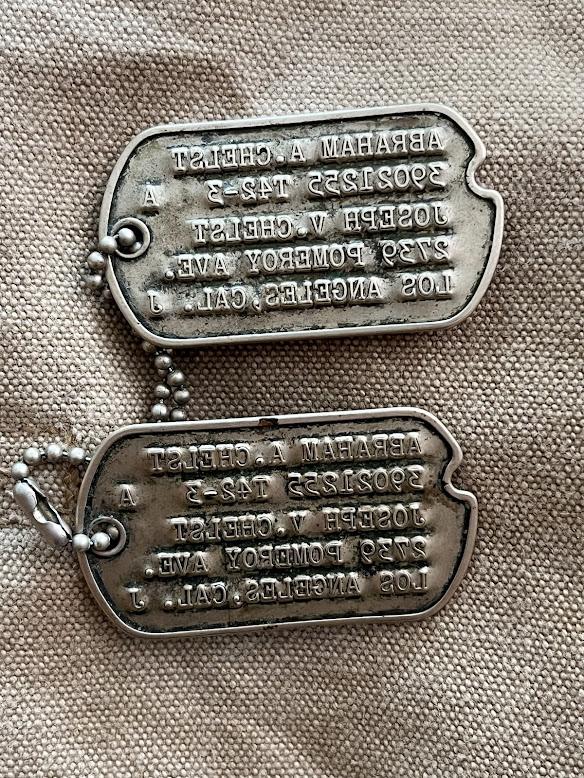 ABRAHAM A.CHELST
39021255 T42-3 A
JOSEPH V.CHELST
2739 POMEROY AVE.
LOS ANGELES,CAL. J
ABRAHAM A.CHELST
39021255 T42-3 A
JOSEPH V.CHELST
2739 POMEROY AVE.
LOS ANGELES,CAL. J